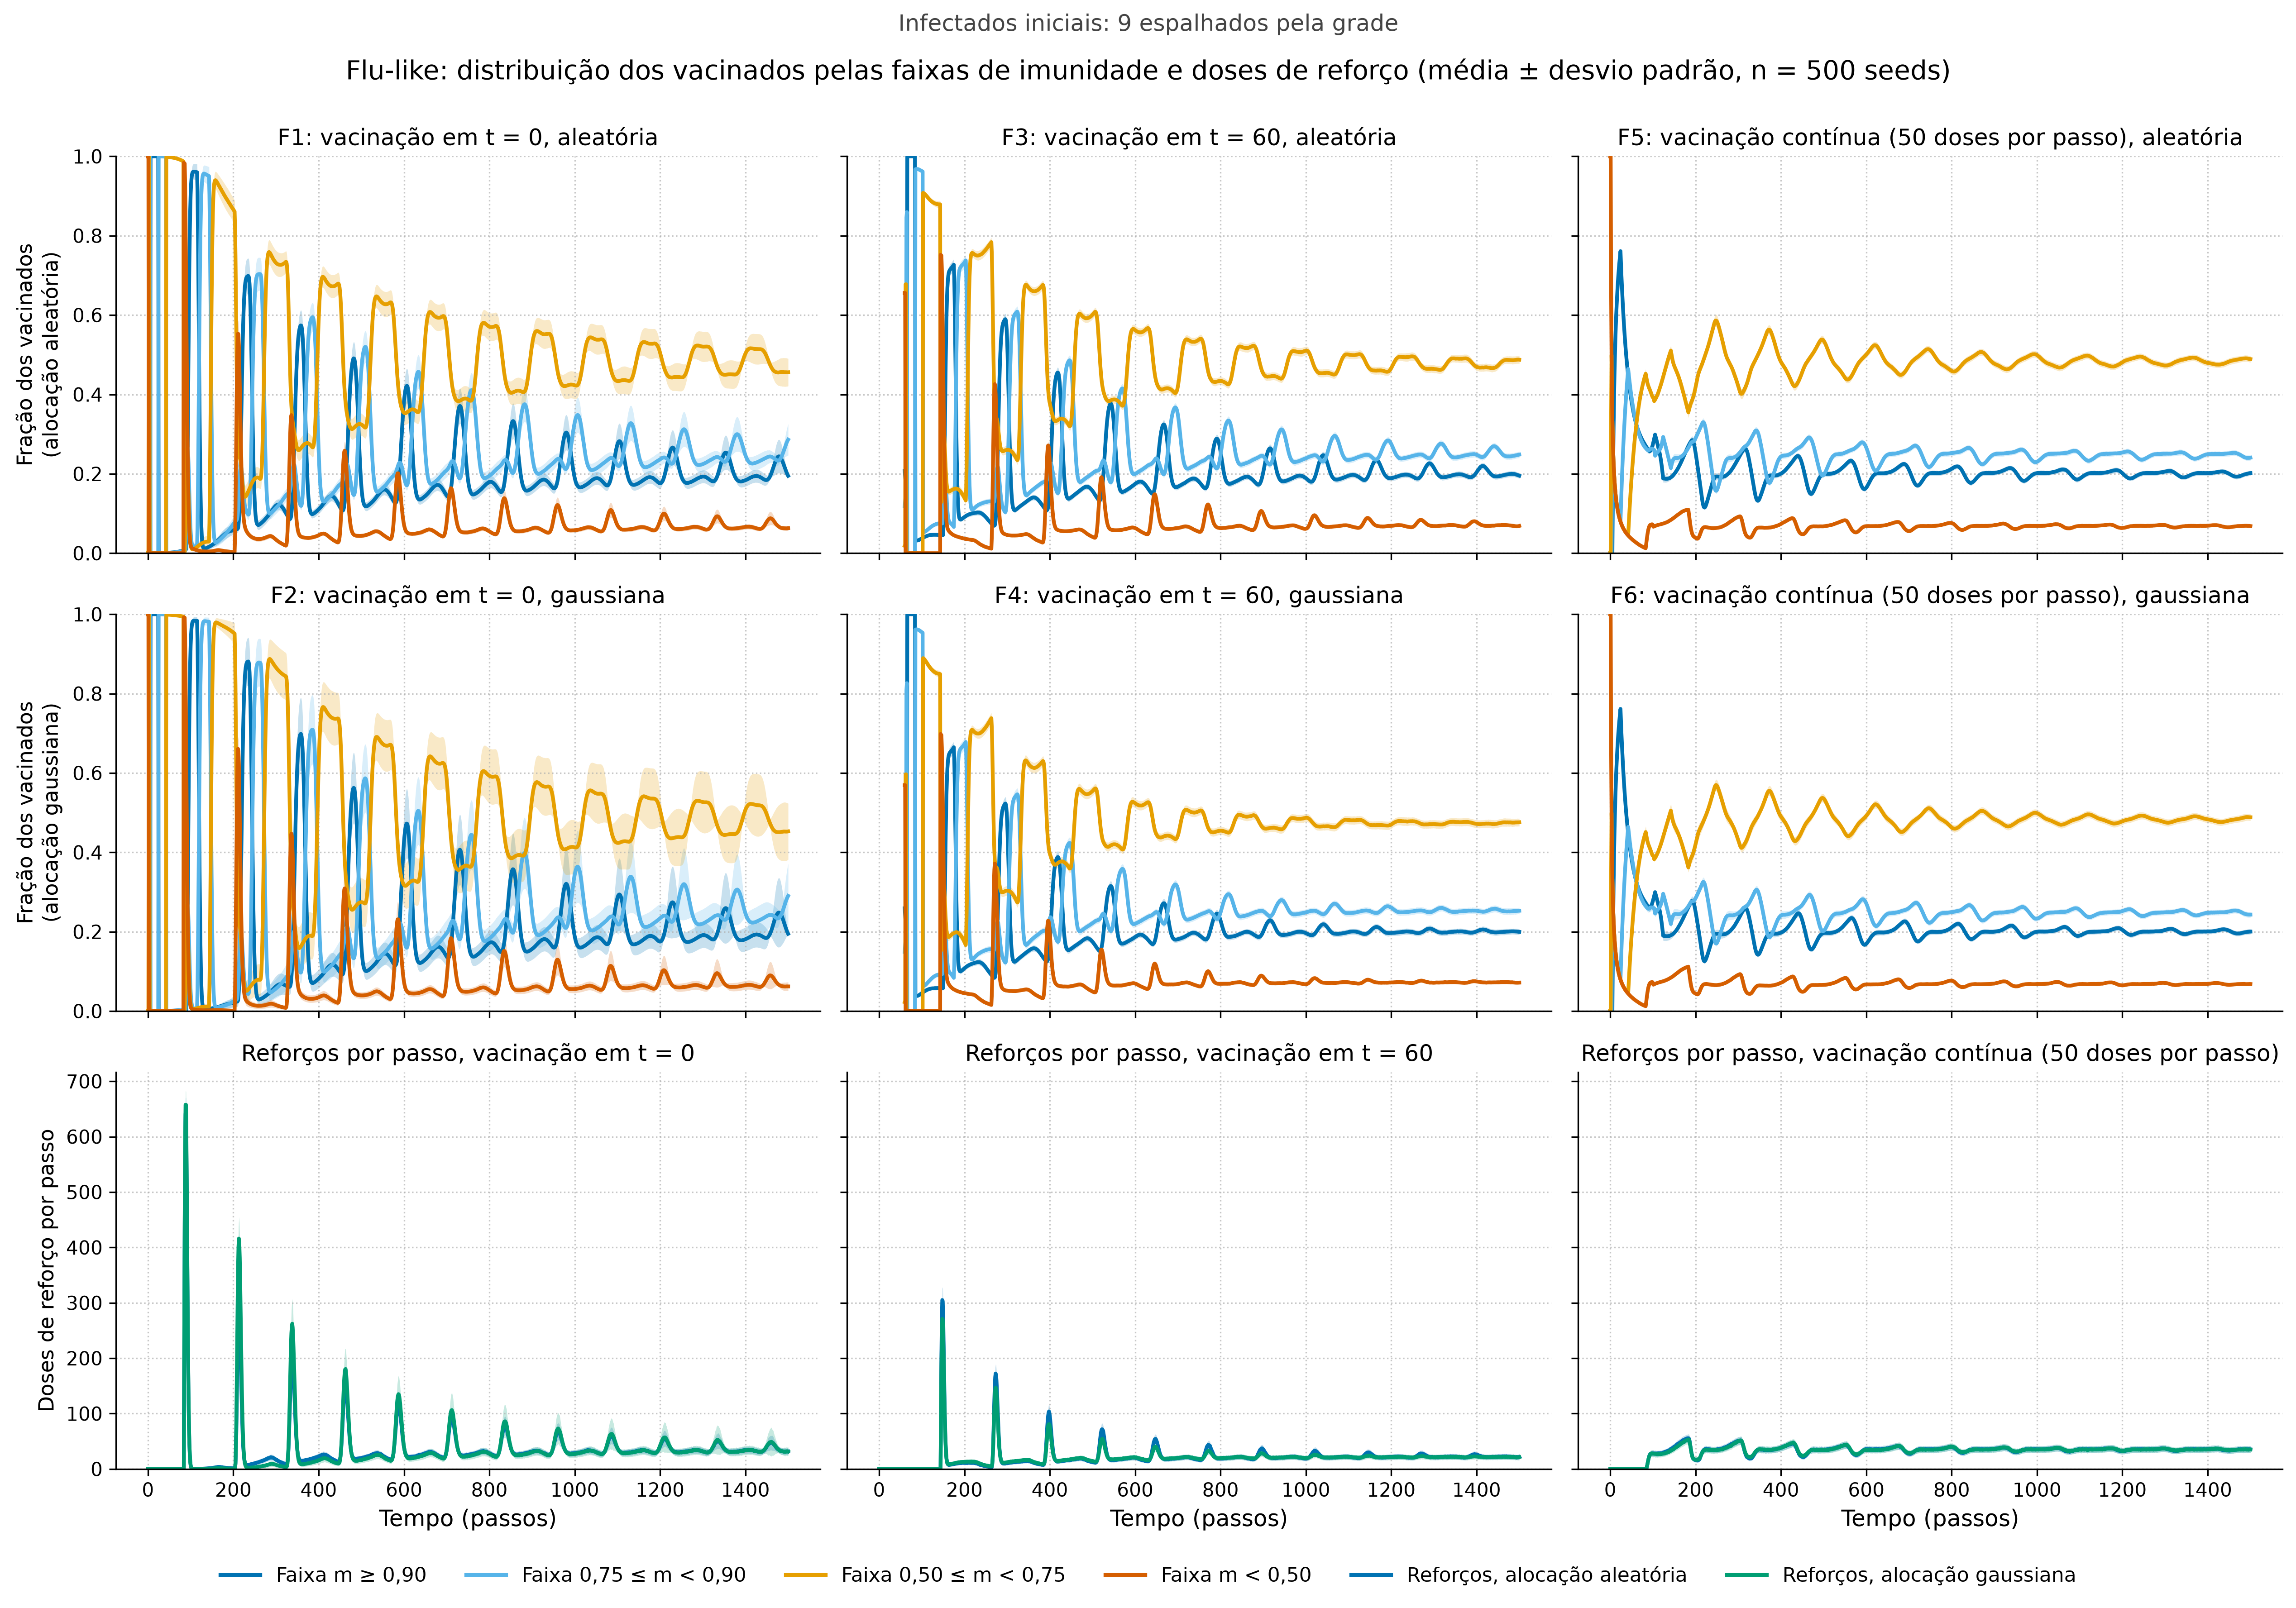 Infectados iniciais: 9 espalhados pela grade
Flu-like: distribuição dos vacinados pelas faixas de imunidade e doses de reforço (média ± desvio padrão, n = 500 seeds)
F1: vacinação em t = 0, aleatória
F3: vacinação em t = 60, aleatória
F5: vacinação contínua (50 doses por passo), aleatória
Fração dos vacinados
(alocação aleatória)
1.0
0.8
0.6
0.4
0.2
0.0
F2: vacinação em t = 0, gaussiana
F4: vacinação em t = 60, gaussiana
F6: vacinação contínua (50 doses por passo), gaussiana
Fração dos vacinados
(alocação gaussiana)
1.0
0.8
0.6
0.4
0.2
0.0
Reforços por passo, vacinação em t = 0
Reforços por passo, vacinação em t = 60
Reforços por passo, vacinação contínua (50 doses por passo)
Doses de reforço por passo
700
600
500
400
300
200
100
0
0 200 400 600 800 1000 1200 1400
0 200 400 600 800 1000 1200 1400
0 200 400 600 800 1000 1200 1400
Tempo (passos)
Tempo (passos)
Tempo (passos)
Faixa m ≥ 0,90
Faixa 0,75 ≤ m < 0,90
Faixa 0,50 ≤ m < 0,75
Faixa m < 0,50
Reforços, alocação aleatória
Reforços, alocação gaussiana